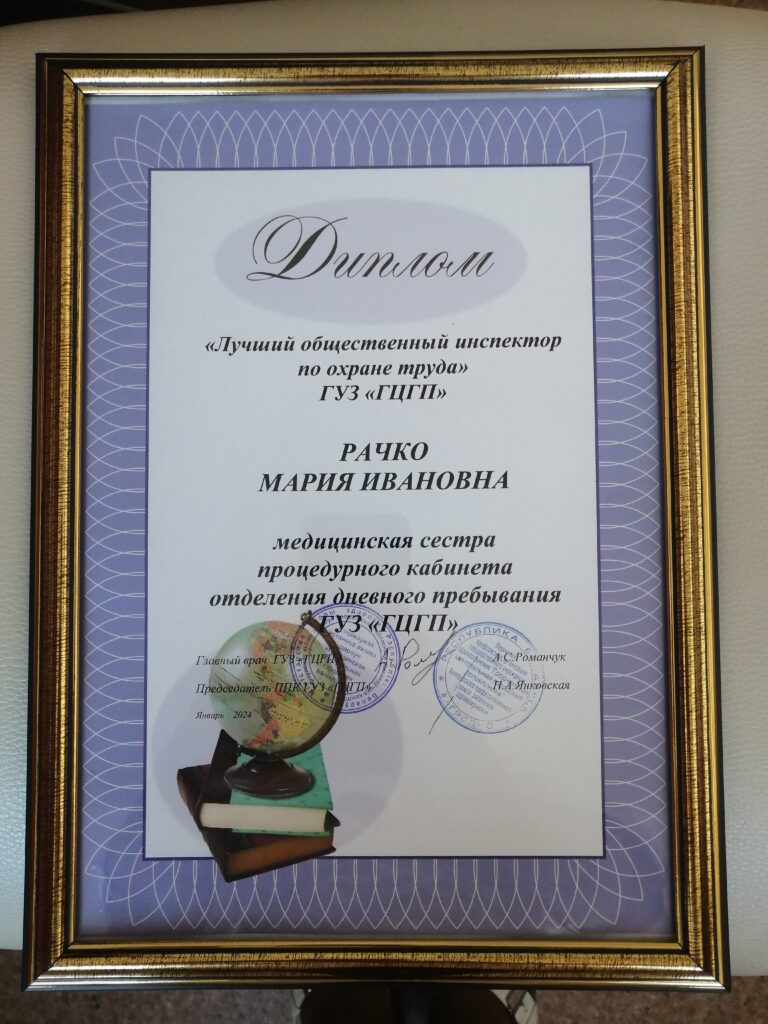 Диплом
«Лучший общественный инспектор
по охране труда»
ГУЗ «ГЦГП»
РАЧКО
МАРИЯ ИВАНОВНА
медицинская сестра
процедурного кабинета
отделения дневного пребывания
ГУЗ «ГЦГП»
Главный врач ГУЗ «ГЦГП» А.С.Романчук
Председатель ППК ГУЗ «ГЦГП» Н.А.Янковская
Январь 2024